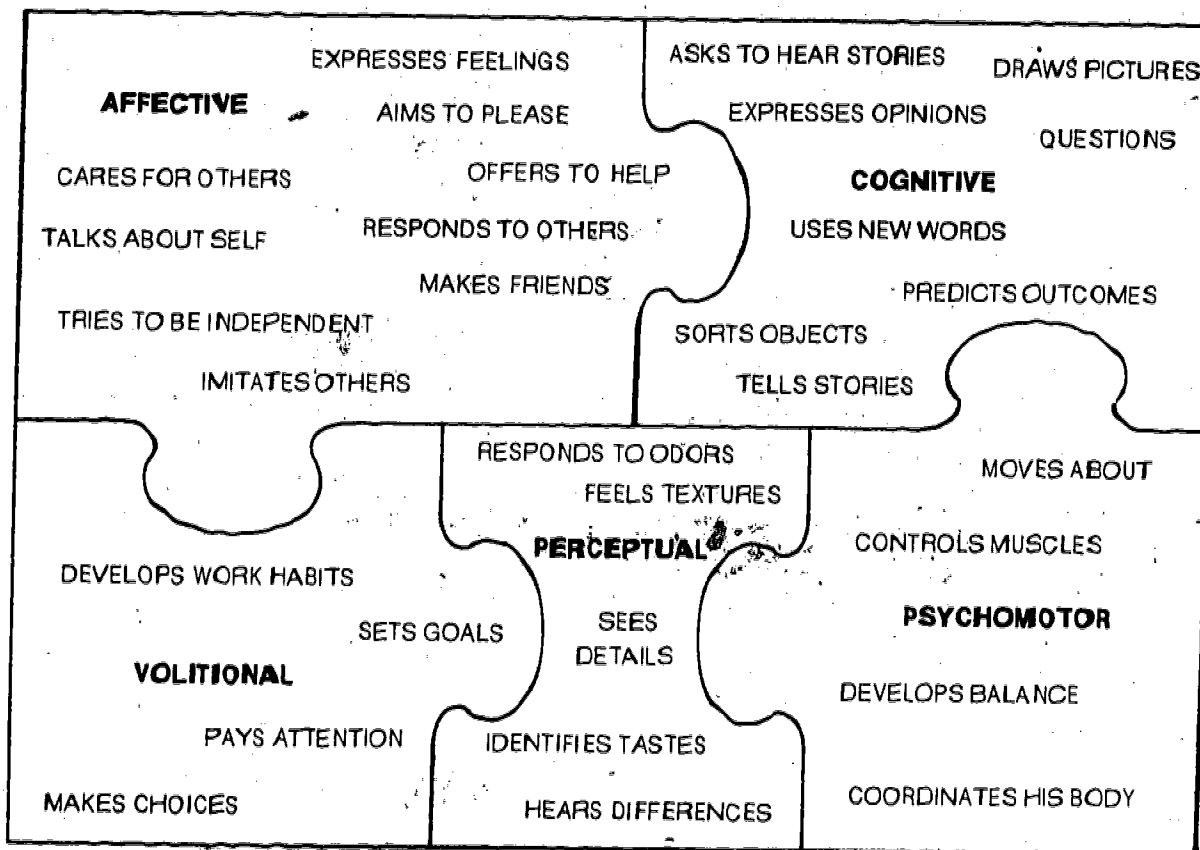 EXPRESSES FEELINGS
AFFECTIVE
AIMS TO PLEASE
CARES FOR OTHERS
OFFERS TO HELP
TALKS ABOUT SELF
RESPONDS TO OTHERS
MAKES FRIENDS
TRIES TO BE INDEPENDENT
IMITATES OTHERS
ASKS TO HEAR STORIES
DRAWS PICTURES
EXPRESSES OPINIONS
QUESTIONS
COGNITIVE
USES NEW WORDS
PREDICTS OUTCOMES
SORTS OBJECTS
TELLS STORIES
DEVELOPS WORK HABITS
SETS GOALS
VOLITIONAL
PAYS ATTENTION
MAKES CHOICES
RESPONDS TO ODORS
FEELS TEXTURES
PERCEPTUAL
SEES
DETAILS
IDENTIFIES TASTES
HEARS DIFFERENCES
MOVES ABOUT
CONTROLS MUSCLES
PSYCHOMOTOR
DEVELOPS BALANCE
COORDINATES HIS BODY